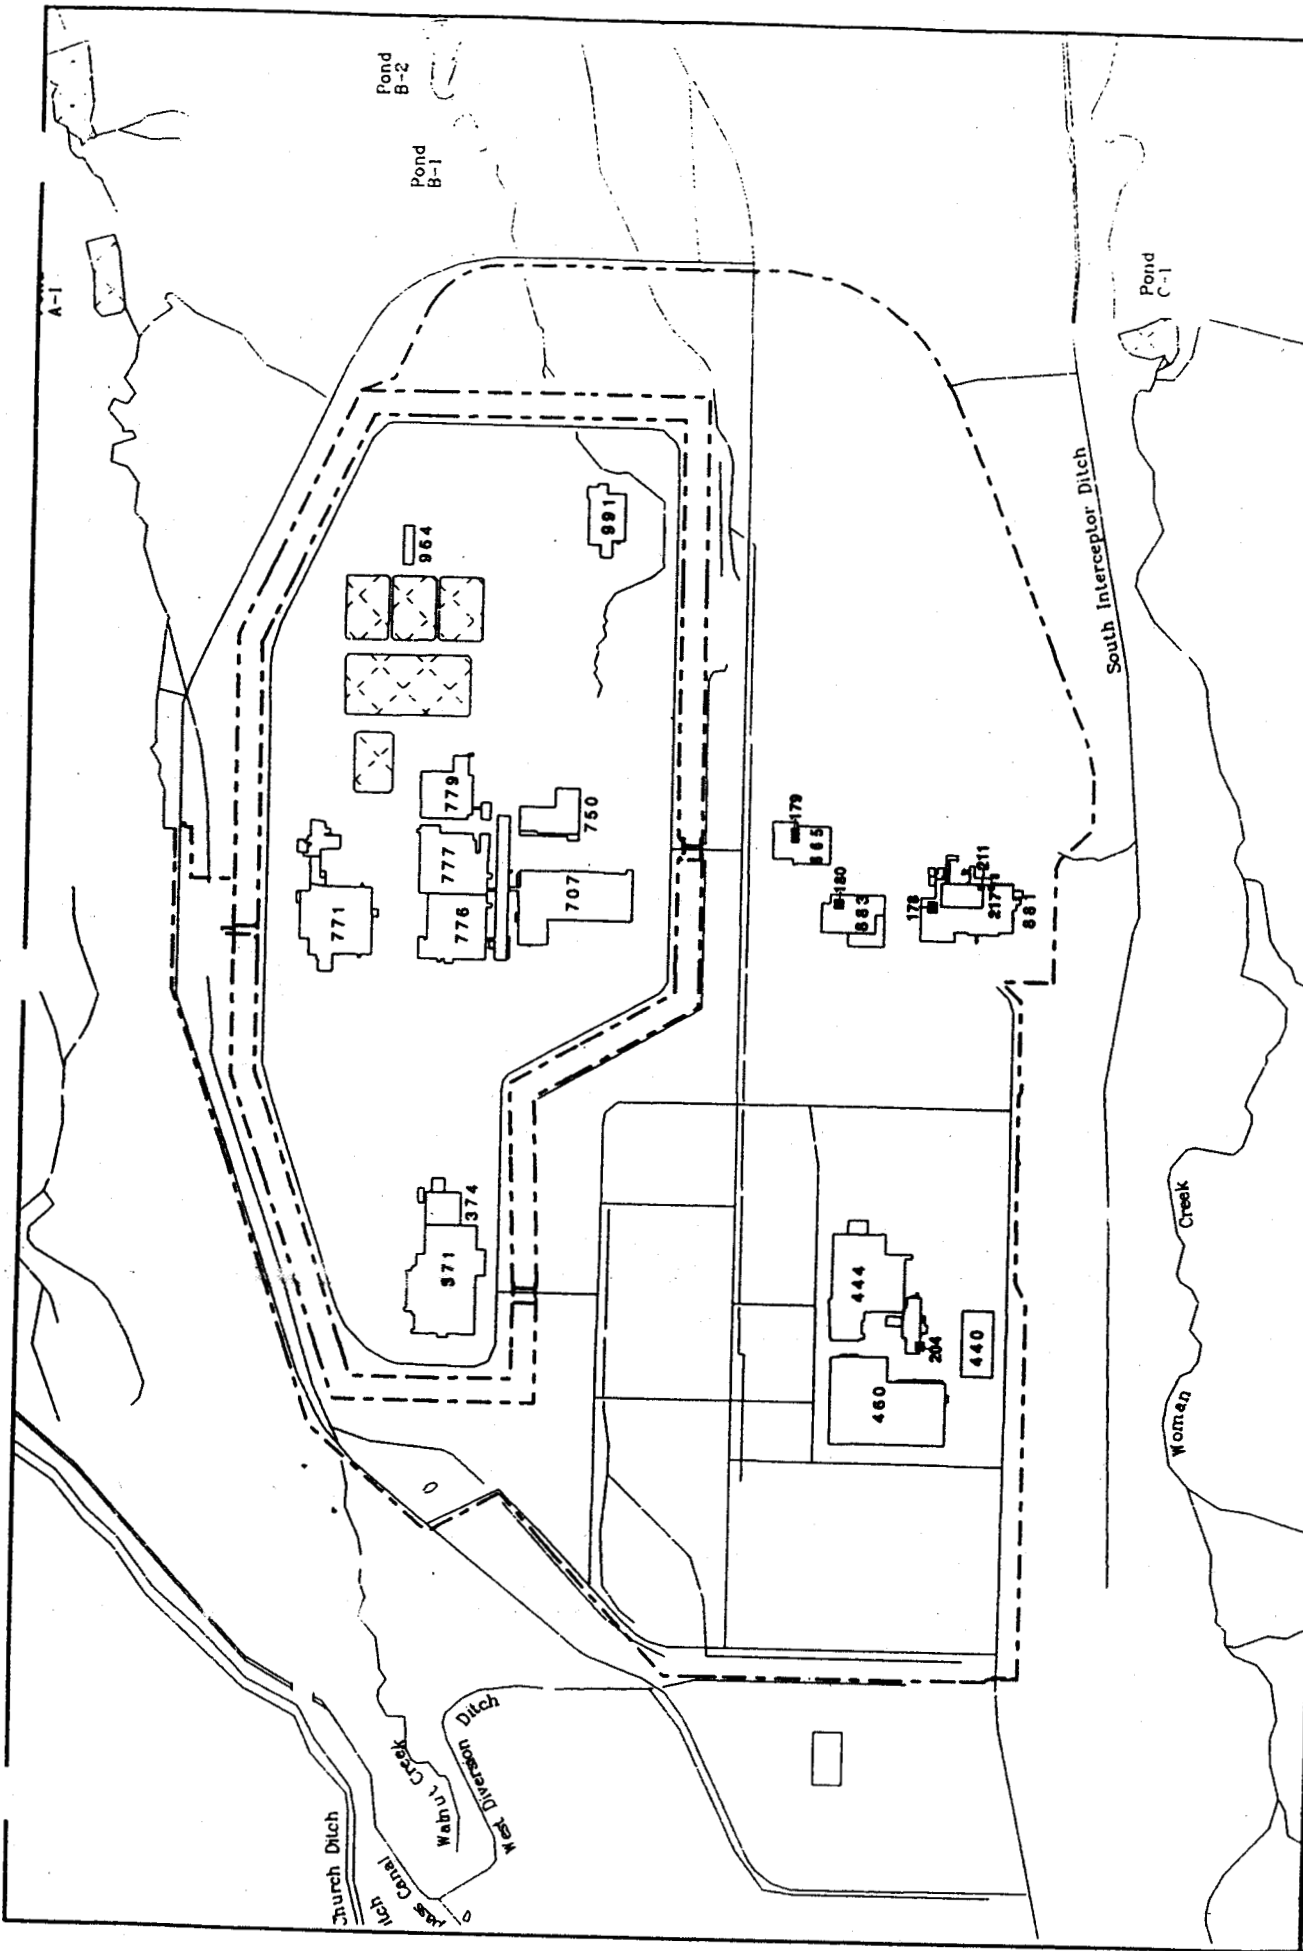 A-1
Pond
B-2
Pond
B-1
Pond
C-1
964
991
779
777
776
771
750
707
179
865
180
883
178
211
217
881
374
371
444
204
440
460
South Interceptor Ditch
Woman Creek
Walnut Creek
West Diversion Ditch
Church Ditch
Canal